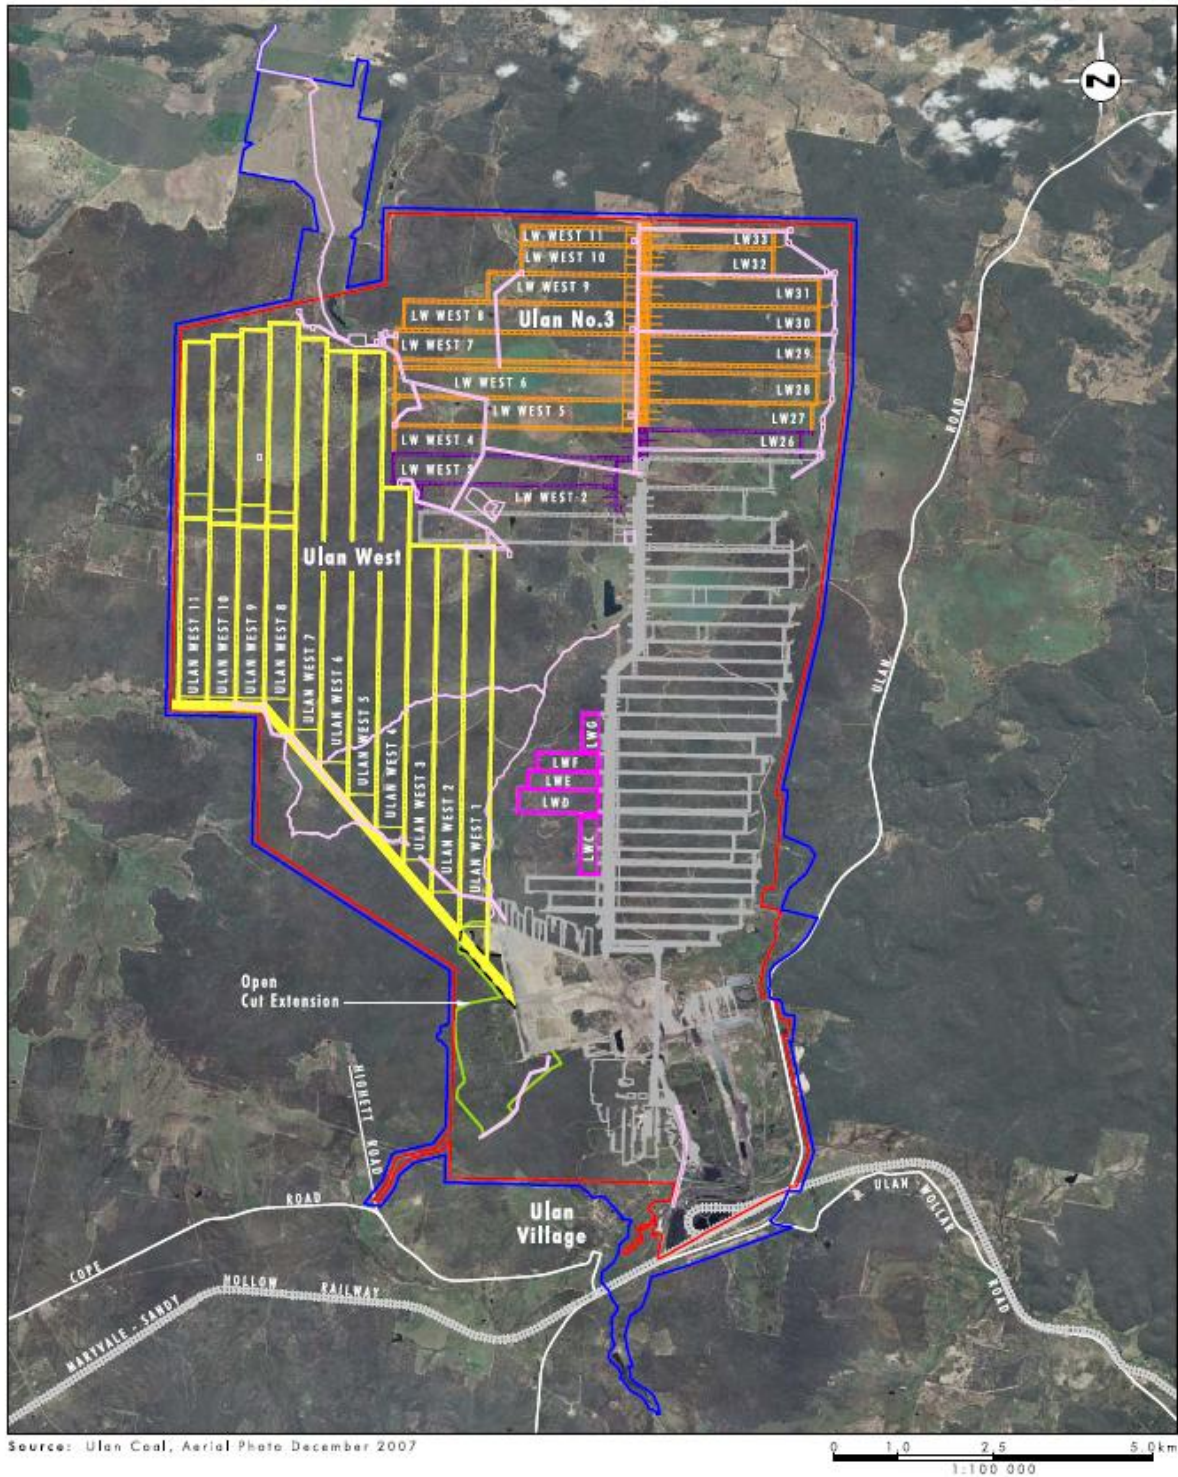 N
LW WEST 11
LW33
LW WEST 10
LW32
LW WEST 9
LW31
LW WEST 8
Ulan No.3
LW30
LW WEST 7
LW29
LW WEST 6
LW28
LW WEST 5
LW27
LW WEST 4
LW26
LW WEST 3
LW WEST 2
ROAD
ULAN
Ulan West
ULAN WEST 11
ULAN WEST 10
ULAN WEST 9
ULAN WEST 8
ULAN WEST 7
ULAN WEST 6
ULAN WEST 5
ULAN WEST 4
ULAN WEST 3
ULAN WEST 2
ULAN WEST 1
LWG
LWF
LWE
LWD
LWC
Open
Cut Extension
HIGHETT ROAD
COPE ROAD
Ulan
Village
ULAN-WOLLAR ROAD
MARYVALE - SANDY HOLLOW RAILWAY
Source: Ulan Coal, Aerial Photo December 2007
0 1,0 2,5 5,0km
1:100 000